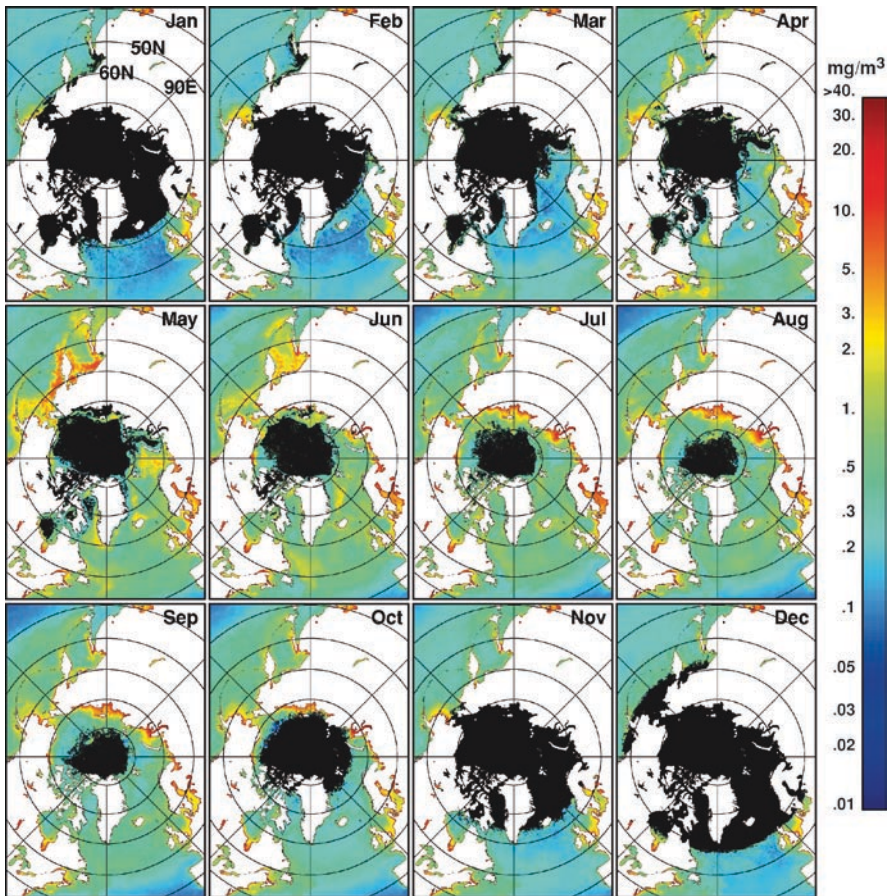 Jan
50N
60N
90E
Feb
Mar
Apr
mg/m³
>40.
30.
20.
10.
5.
3.
2.
1.
.5
.3
.2
.1
.05
.03
.02
.01
May
Jun
Jul
Aug
Sep
Oct
Nov
Dec